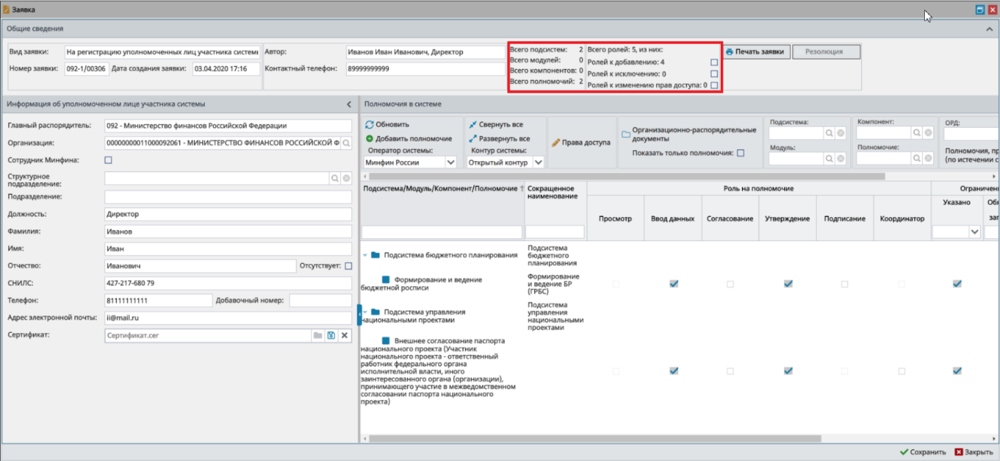 Заявка
Общие сведения
Вид заявки: На регистрацию уполномоченных лиц участника систем
Автор: Иванов Иван Иванович, Директор
Номер заявки: 092-1/00306 Дата создания заявки: 03.04.2020 17:16
Контактный телефон: 89999999999
Всего подсистем: 2
Всего модулей: 0
Всего компонентов: 0
Всего полномочий: 2
Всего ролей: 5, из них:
Ролей к добавлению: 4
Ролей к исключению: 0
Ролей к изменению прав доступа: 0
Печать заявки
Резолюция
Информация об уполномоченном лице участника системы
Главный распорядитель: 092 - Министерство финансов Российской Федерации
Организация: 00000000011000092061 - МИНИСТЕРСТВО ФИНАНСОВ РОССИЙСКОЙ Ф
Сотрудник Минфина:
Структурное
подразделение:
Подразделение:
Должность: Директор
Фамилия: Иванов
Имя: Иван
Отчество: Иванович Отсутствует:
СНИЛС: 427-217-680 79
Телефон: 81111111111 Добавочный номер:
Адрес электронной почты: ii@mail.ru
Сертификат: Сертификат.cer
Полномочия в системе
Обновить
Добавить полномочие
Оператор системы:
Минфин России
Свернуть все
Развернуть все
Контур системы:
Открытый контур
Права доступа
Организационно-распорядительные
документы
Показать только полномочия:
Подсистема:
Модуль:
Компонент:
Полномочие:
ОРД:
Полномочия, пр
(по истечении с
Подсистема/Модуль/Компонент/Полномочие
Сокращенное
наименование
Роль на полномочие
Ограничен
Просмотр
Ввод данных
Согласование
Утверждение
Подписание
Координатор
Указано
Обя
заг
Подсистема бюджетного планирования
Подсистема
бюджетного
планирования
Формирование и ведение
бюджетной росписи
Формирование
и ведение БР
(ГРБС)
Подсистема управления
национальными проектами
Подсистема
управления
национальными
проектами
Внешнее согласование паспорта
национального проекта (Участник
национального проекта - ответственный
работник федерального органа
исполнительной власти, иного
заинтересованного органа (организации),
принимающего участие в межведомственном
согласовании паспорта национального
проекта)
Сохранить
Закрыть